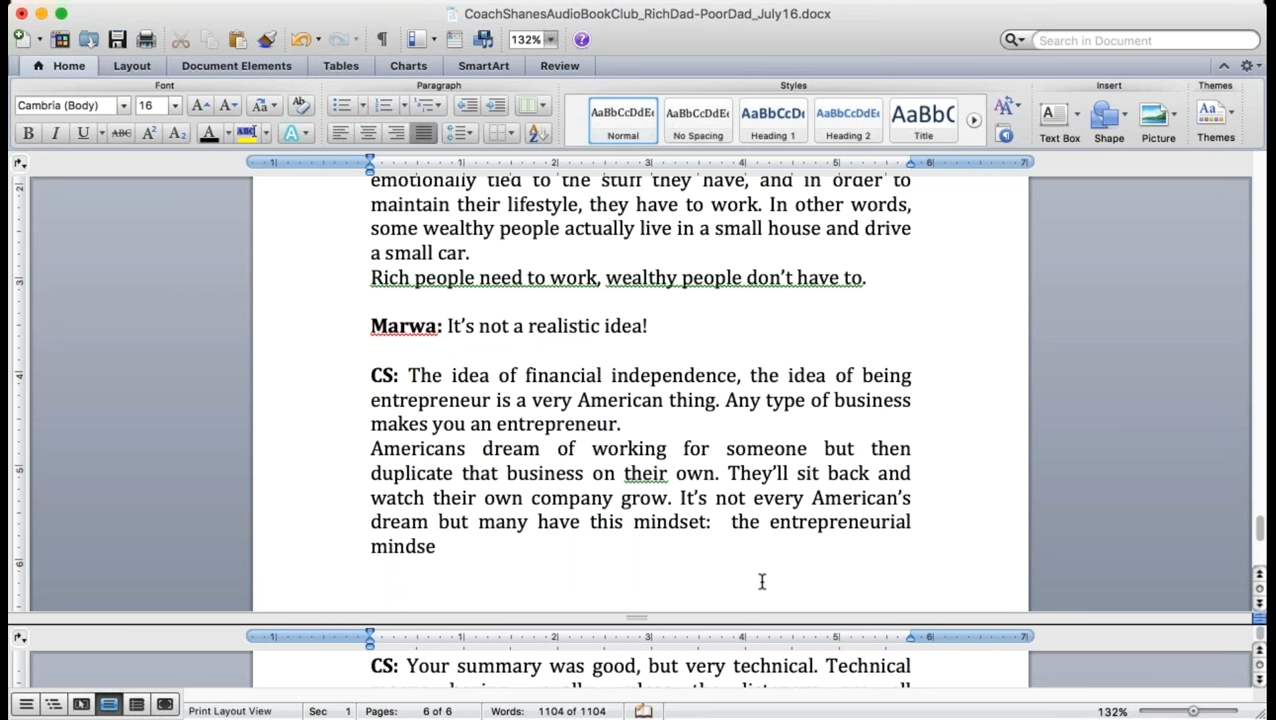 CoachShanesAudioBookClub_RichDad-PoorDad_July16.docx
132%
Search in Document
Home Layout Document Elements Tables Charts SmartArt Review
Font Paragraph Styles Insert Themes
Cambria (Body) 16 A A Aa Ab
AaBbCcDdEe AaBbCcDdEe AaBbCcDı AaBbCcDdEe AaBbC
Normal No Spacing Heading 1 Heading 2 Title
Text Box Shape Picture Themes
B I U ABC A² A₂ A ABC A
emotionally tied to the stuff they have, and in order to
maintain their lifestyle, they have to work. In other words,
some wealthy people actually live in a small house and drive
a small car.
Rich people need to work, wealthy people don’t have to.
Marwa: It’s not a realistic idea!
CS: The idea of financial independence, the idea of being
entrepreneur is a very American thing. Any type of business
makes you an entrepreneur.
Americans dream of working for someone but then
duplicate that business on their own. They’ll sit back and
watch their own company grow. It’s not every American’s
dream but many have this mindset: the entrepreneurial
mindse
CS: Your summary was good, but very technical. Technical
Print Layout View Sec 1 Pages: 6 of 6 Words: 1104 of 1104 132%